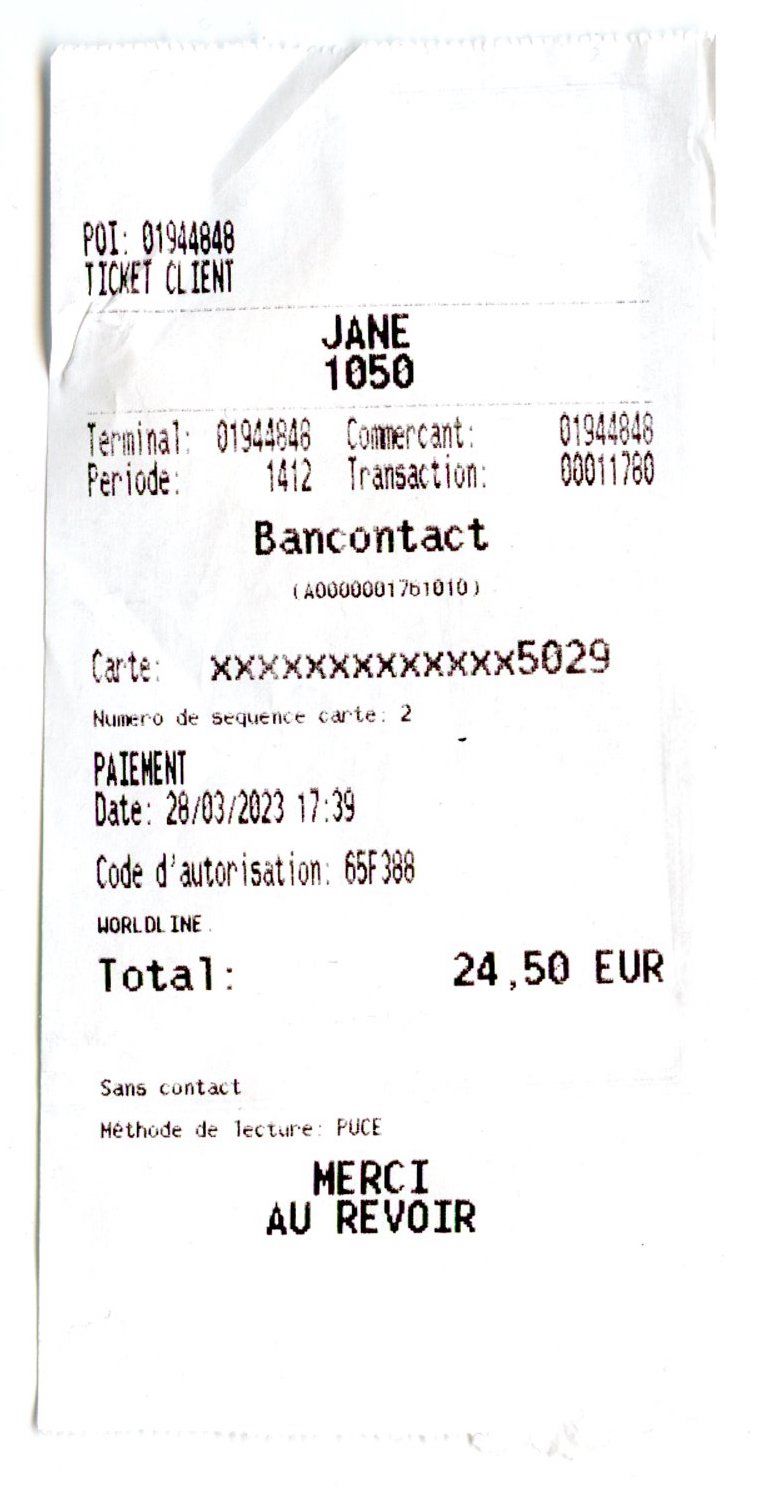 POI: 01944848
TICKET CLIENT
JANE
1050
Terminal: 01944848 Commercant: 01944848
Periode: 1412 Transaction: 00011780
Bancontact
(A0000001761010)
Carte: xxxxxxxxxxxxx5029
Numero de sequence carte: 2
PAIEMENT
Date: 28/03/2023 17:39
Code d'autorisation: 65F388
WORLDLINE
Total: 24,50 EUR
Sans contact
Méthode de lecture: PUCE
MERCI
AU REVOIR